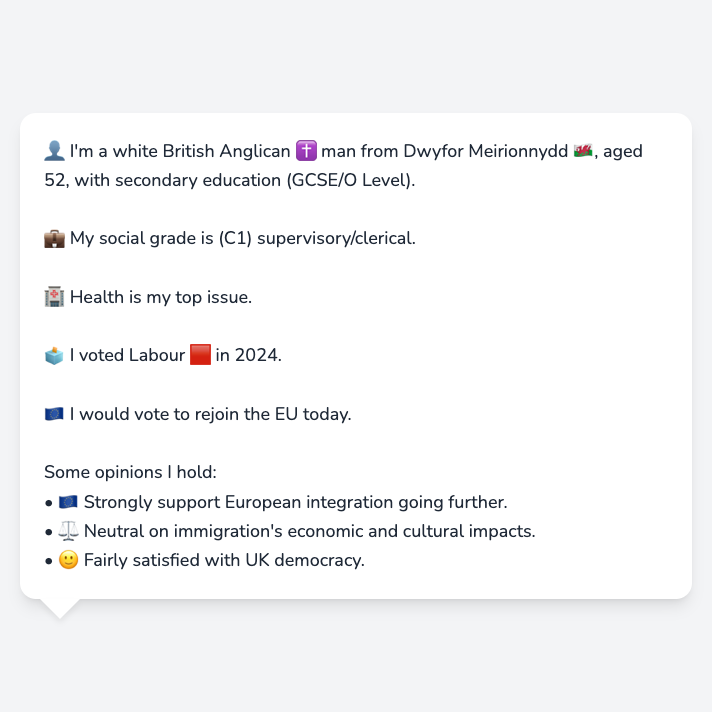 👤 I'm a white British Anglican ✝️ man from Dwyfor Meirionnydd 🏴󠁧󠁢󠁷󠁬󠁳󠁿, aged
52, with secondary education (GCSE/O Level).
💼 My social grade is (C1) supervisory/clerical.
🏥 Health is my top issue.
🗳️ I voted Labour 🟥 in 2024.
🇪🇺 I would vote to rejoin the EU today.
Some opinions I hold:
• 🇪🇺 Strongly support European integration going further.
• ⚖️ Neutral on immigration's economic and cultural impacts.
• 🙂 Fairly satisfied with UK democracy.